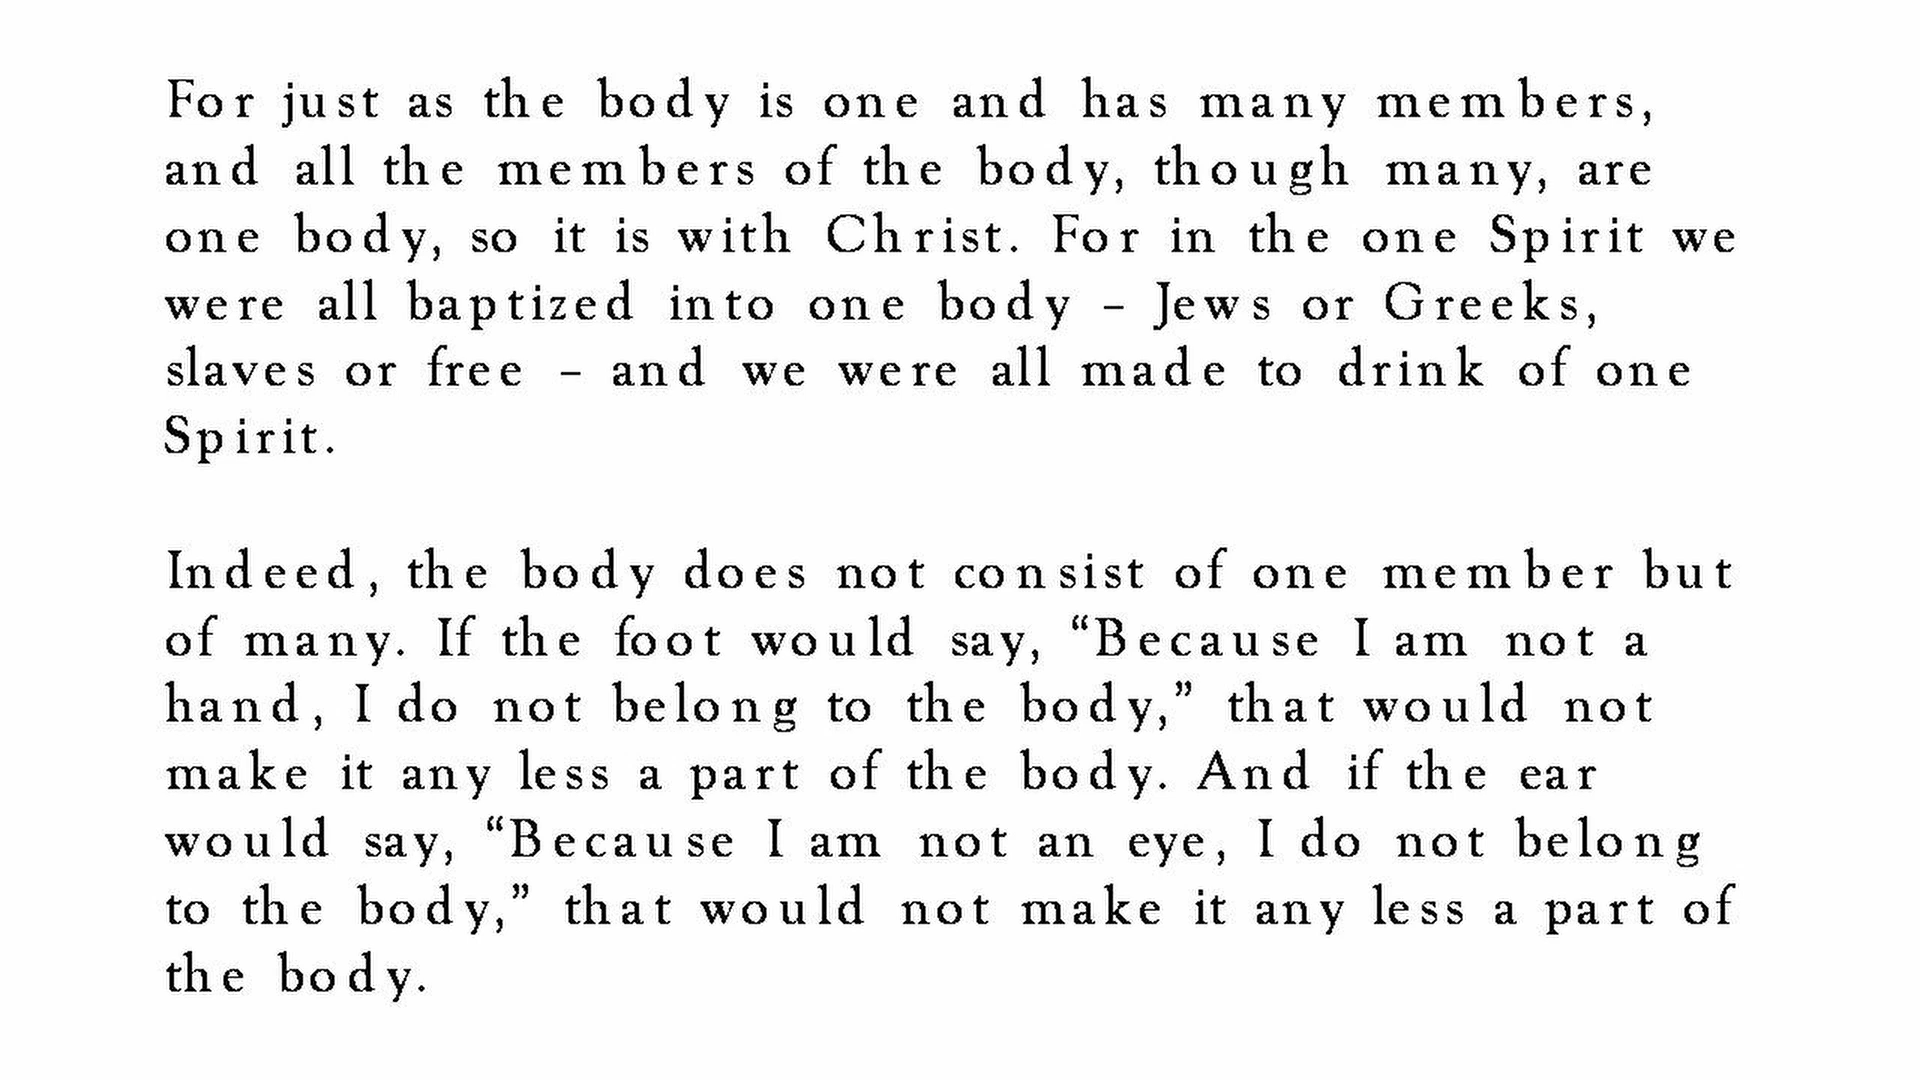 For just as the body is one and has many members,
and all the members of the body, though many, are
one body, so it is with Christ. For in the one Spirit we
were all baptized into one body – Jews or Greeks,
slaves or free – and we were all made to drink of one
Spirit.
Indeed, the body does not consist of one member but
of many. If the foot would say, “Because I am not a
hand, I do not belong to the body,” that would not
make it any less a part of the body. And if the ear
would say, “Because I am not an eye, I do not belong
to the body,” that would not make it any less a part of
the body.